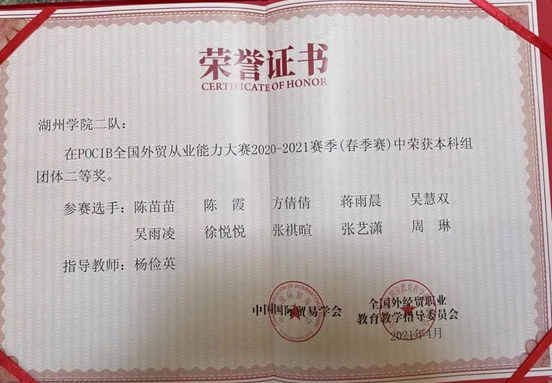 荣誉证书
CERTIFICATE OF HONOR
湖州学院二队：
在POCIB全国外贸从业能力大赛2020-2021赛季(春季赛)中荣获本科组
团体二等奖。
参赛选手：陈苗苗 陈 霞 方倩倩 蒋雨晨 吴慧双
吴雨凌 徐悦悦 张祺暄 张艺潇 周 琳
指导教师：杨俭英
中国国际贸易学会
全国外经贸职业
教育教学指导委员会
2021年4月